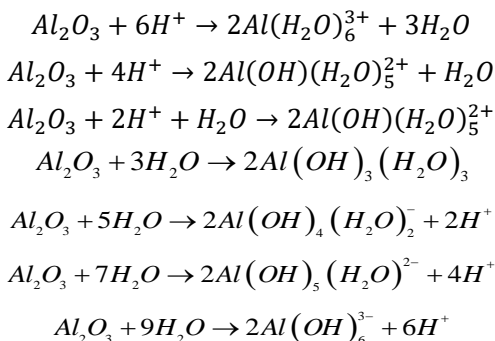 Al₂O₃ + 6H⁺ → 2Al(H₂O)₆³⁺ + 3H₂O
Al₂O₃ + 4H⁺ → 2Al(OH)(H₂O)₅²⁺ + H₂O
Al₂O₃ + 2H⁺ + H₂O → 2Al(OH)(H₂O)₅²⁺
Al₂O₃ + 3H₂O → 2Al(OH)₃(H₂O)₃
Al₂O₃ + 5H₂O → 2Al(OH)₄(H₂O)₂⁻ + 2H⁺
Al₂O₃ + 7H₂O → 2Al(OH)₅(H₂O)²⁻ + 4H⁺
Al₂O₃ + 9H₂O → 2Al(OH)₆³⁻ + 6H⁺